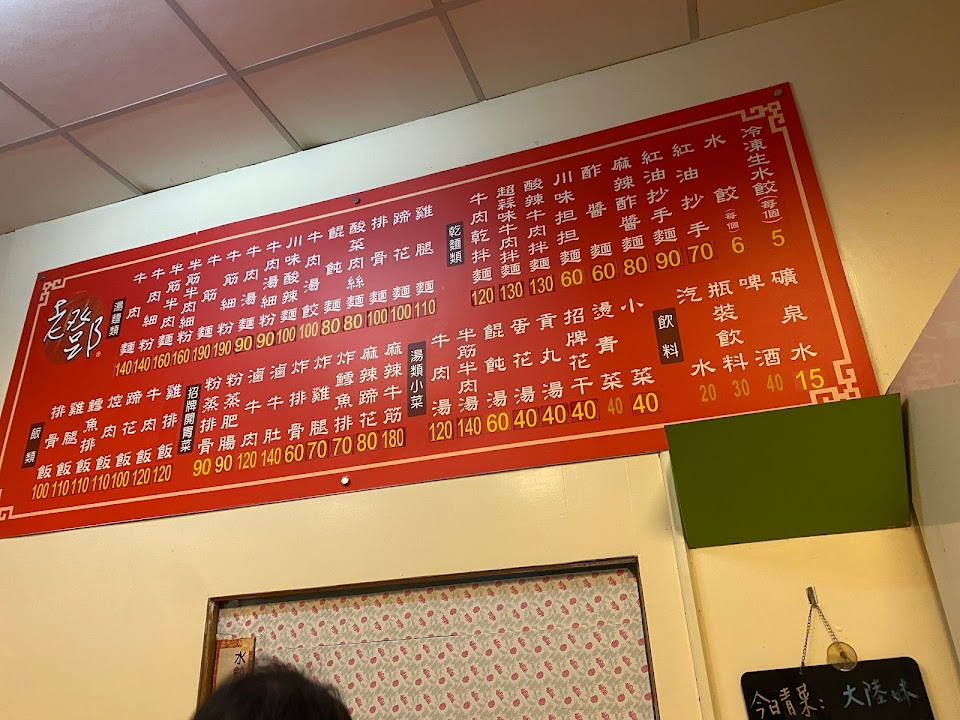 老鄧
湯麵類
牛肉麵 140
牛肉細粉 140
半筋半肉麵 160
半筋半肉細粉 160
牛筋麵 190
牛筋細粉 190
牛肉湯麵 90
牛肉湯細粉 90
川味酸辣麵 100
牛肉湯餃 100
餛飩麵 80
酸菜肉絲麵 80
排骨麵 100
蹄花麵 100
雞腿麵 110
乾麵類
牛肉乾拌麵 120
超蒜味牛肉拌麵 130
酸辣牛肉拌麵 130
川味担担麵 60
酢醬麵 60
麻辣酢醬麵 80
紅油抄手麵 90
紅油抄手 70
水餃(每個) 6
冷凍生水餃(每個) 5
飯類
排骨飯 100
雞腿飯 110
鱈魚排飯 110
焢肉飯 110
蹄花飯 100
牛肉飯 120
雞排飯 120
招牌開胃菜
粉蒸排骨 90
粉蒸肥腸 90
滷牛肉 120
滷牛肚 140
炸排骨 60
炸雞腿 70
炸鱈魚排 70
麻辣蹄花 80
麻辣牛筋 180
湯類小菜
牛肉湯 120
半筋半肉湯 140
餛飩湯 60
蛋花湯 40
貢丸湯 40
招牌花干 40
燙青菜 40
小菜 40
飲料
汽水 20
瓶裝飲料 30
啤酒 40
礦泉水 15
水餃
今日青菜: 大陸妹